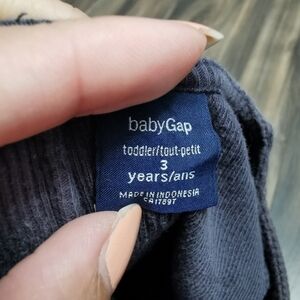 babyGap
toddler/tout-petit
3
years/ans
MADE IN INDONESIA